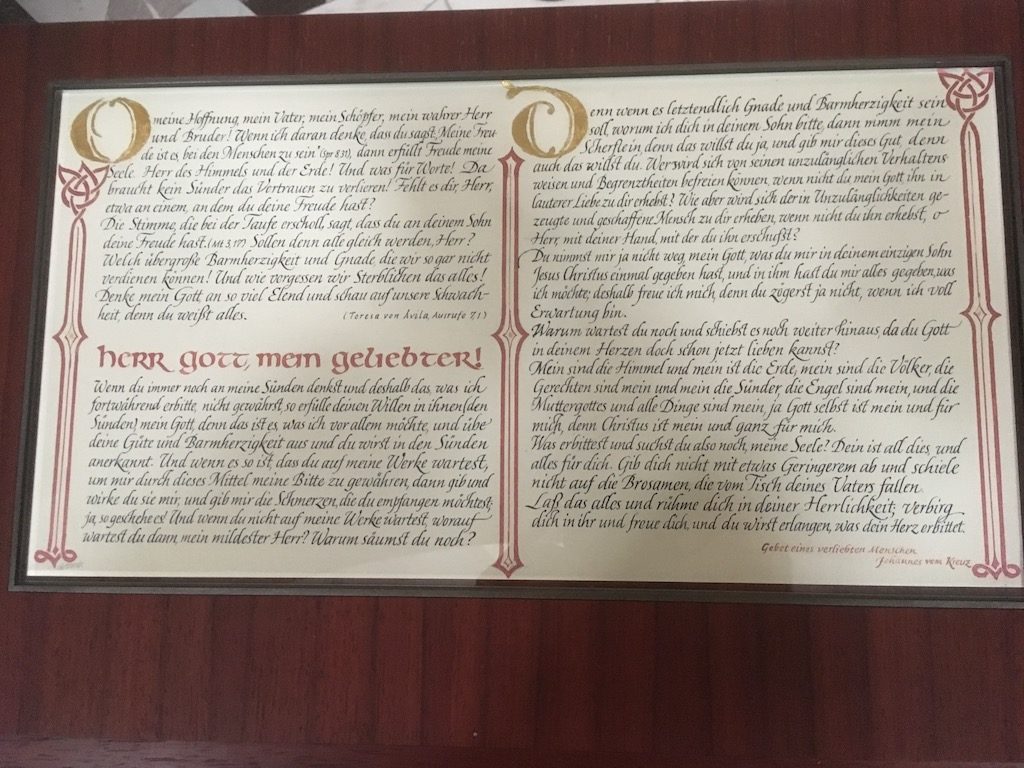 O meine Hoffnung, mein Vater, mein Schöpfer, mein wahrer Herr
und Bruder! Wenn ich daran denke, dass du sagst, Meine Freu-
de ist es, bei den Menschen zu sein" (Spr 8,31), dann erfüllt Freude meine
Seele. Herr des Himmels und der Erde! Und was für Worte! Da
braucht kein Sünder das Vertrauen zu verlieren! Fehlt es dir, Herr,
etwa an einem, an dem du deine Freude hast?
Die Stimme, die bei der Taufe erscholl, sagt, dass du an deinem Sohn
deine Freude hast. (Mt 3,17) Sollen denn alle gleich werden, Herr?
Welch übergroße Barmherzigkeit und Gnade, die wir so gar nicht
verdienen können! Und wie vergessen wir Sterblichen das alles!
Denke mein Gott an so viel Elend und schau auf unsere Schwach-
heit, denn du weißt alles. (Teresa von Ávila, Ausrufe 7,1)
Herr Gott, mein Geliebter!
Wenn du immer noch an meine Sünden denkst und deshalb das, was ich
fortwährend erbitte, nicht gewährst, so erfülle deinen Willen in ihnen (den
Sünden), mein Gott, denn das ist es, was ich vor allem möchte, und übe
deine Güte und Barmherzigkeit aus und du wirst in den Sünden
anerkannt. Und wenn es so ist, dass du auf meine Werke wartest,
um mir durch dieses Mittel meine Bitte zu gewähren, dann gib und
wirke du sie mir, und gib mir die Schmerzen, die du empfangen möchtest;
ja, so geschehe es! Und wenn du nicht auf meine Werke wartest, worauf
wartest du dann, mein mildester Herr? Warum säumst du noch?
Denn wenn es letztendlich Gnade und Barmherzigkeit sein
soll, worum ich dich in deinem Sohn bitte, dann nimm mein
Scherflein, denn das willst du ja, und gib mir dieses Gut, denn
auch das willst du. Wer wird sich von seinen unzulänglichen Verhaltens
weisen und Begrenztheiten befreien können, wenn nicht du mein Gott, ihn in
lauterer Liebe zu dir erhebst? Wie aber wird sich der in Unzulänglichkeiten ge-
zeugte und geschaffene Mensch zu dir erheben, wenn nicht du ihn erhebst, o
Herr, mit deiner Hand, mit der du ihn erschufst?
Du nimmst mir ja nicht weg, mein Gott, was du mir in deinem einzigen Sohn
Jesus Christus einmal gegeben hast, und in ihm hast du mir alles gegeben, was
ich möchte; deshalb freue ich mich, denn du zögerst ja nicht, wenn ich voll
Erwartung bin.
Warum wartest du noch und schiebst es noch weiter hinaus, da du Gott
in deinem Herzen doch schon jetzt lieben kannst?
Mein sind die Himmel und mein ist die Erde, mein sind die Völker, die
Gerechten sind mein und mein die Sünder, die Engel sind mein, und die
Muttergottes und alle Dinge sind mein, ja Gott selbst ist mein und für
mich, denn Christus ist mein und ganz für mich.
Was erbittest und suchst du also noch, meine Seele? Dein ist all dies, und
alles für dich. Gib dich nicht mit etwas Geringerem ab und schiele
nicht auf die Brosamen, die vom Tisch deines Vaters fallen.
Laß das alles und rühme dich in deiner Herrlichkeit; verbirg
dich in ihr und freue dich, und du wirst erlangen, was dein Herz erbittet.
Gebet eines verliebten Menschen
Johannes vom Kreuz